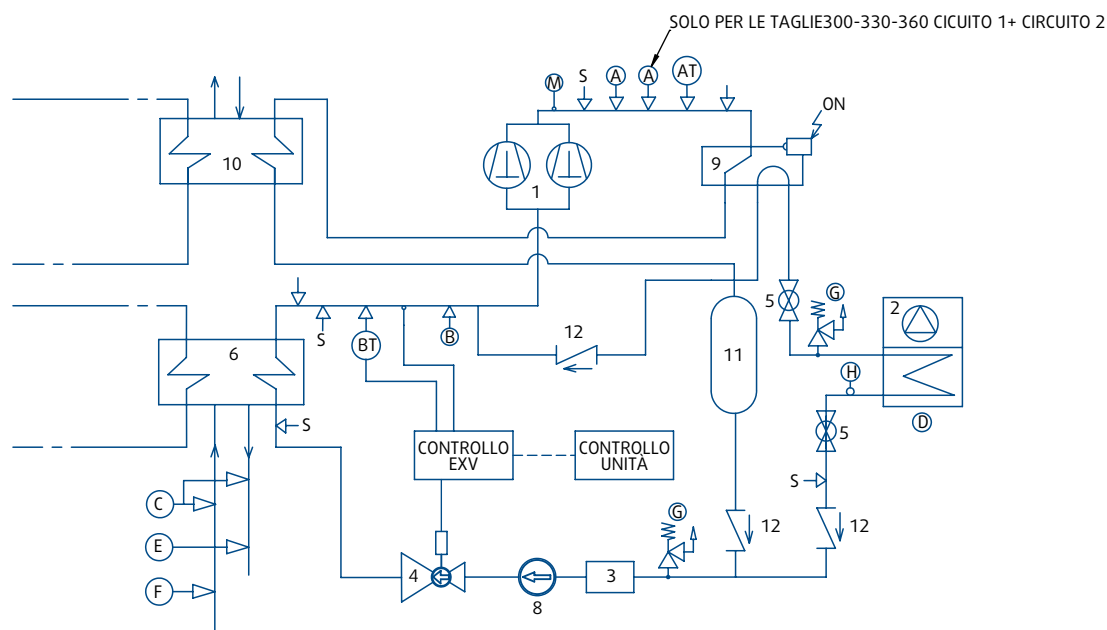 SOLO PER LE TAGLIE300-330-360 CICUITO 1+ CIRCUITO 2
M
S
A
A
AT
ON
10
1
9
5
G
2
12
S
BT
B
6
11
H
D
5
S
CONTROLLO
EXV
CONTROLLO
UNITÀ
S
C
G
12
12
E
4
3
F
8